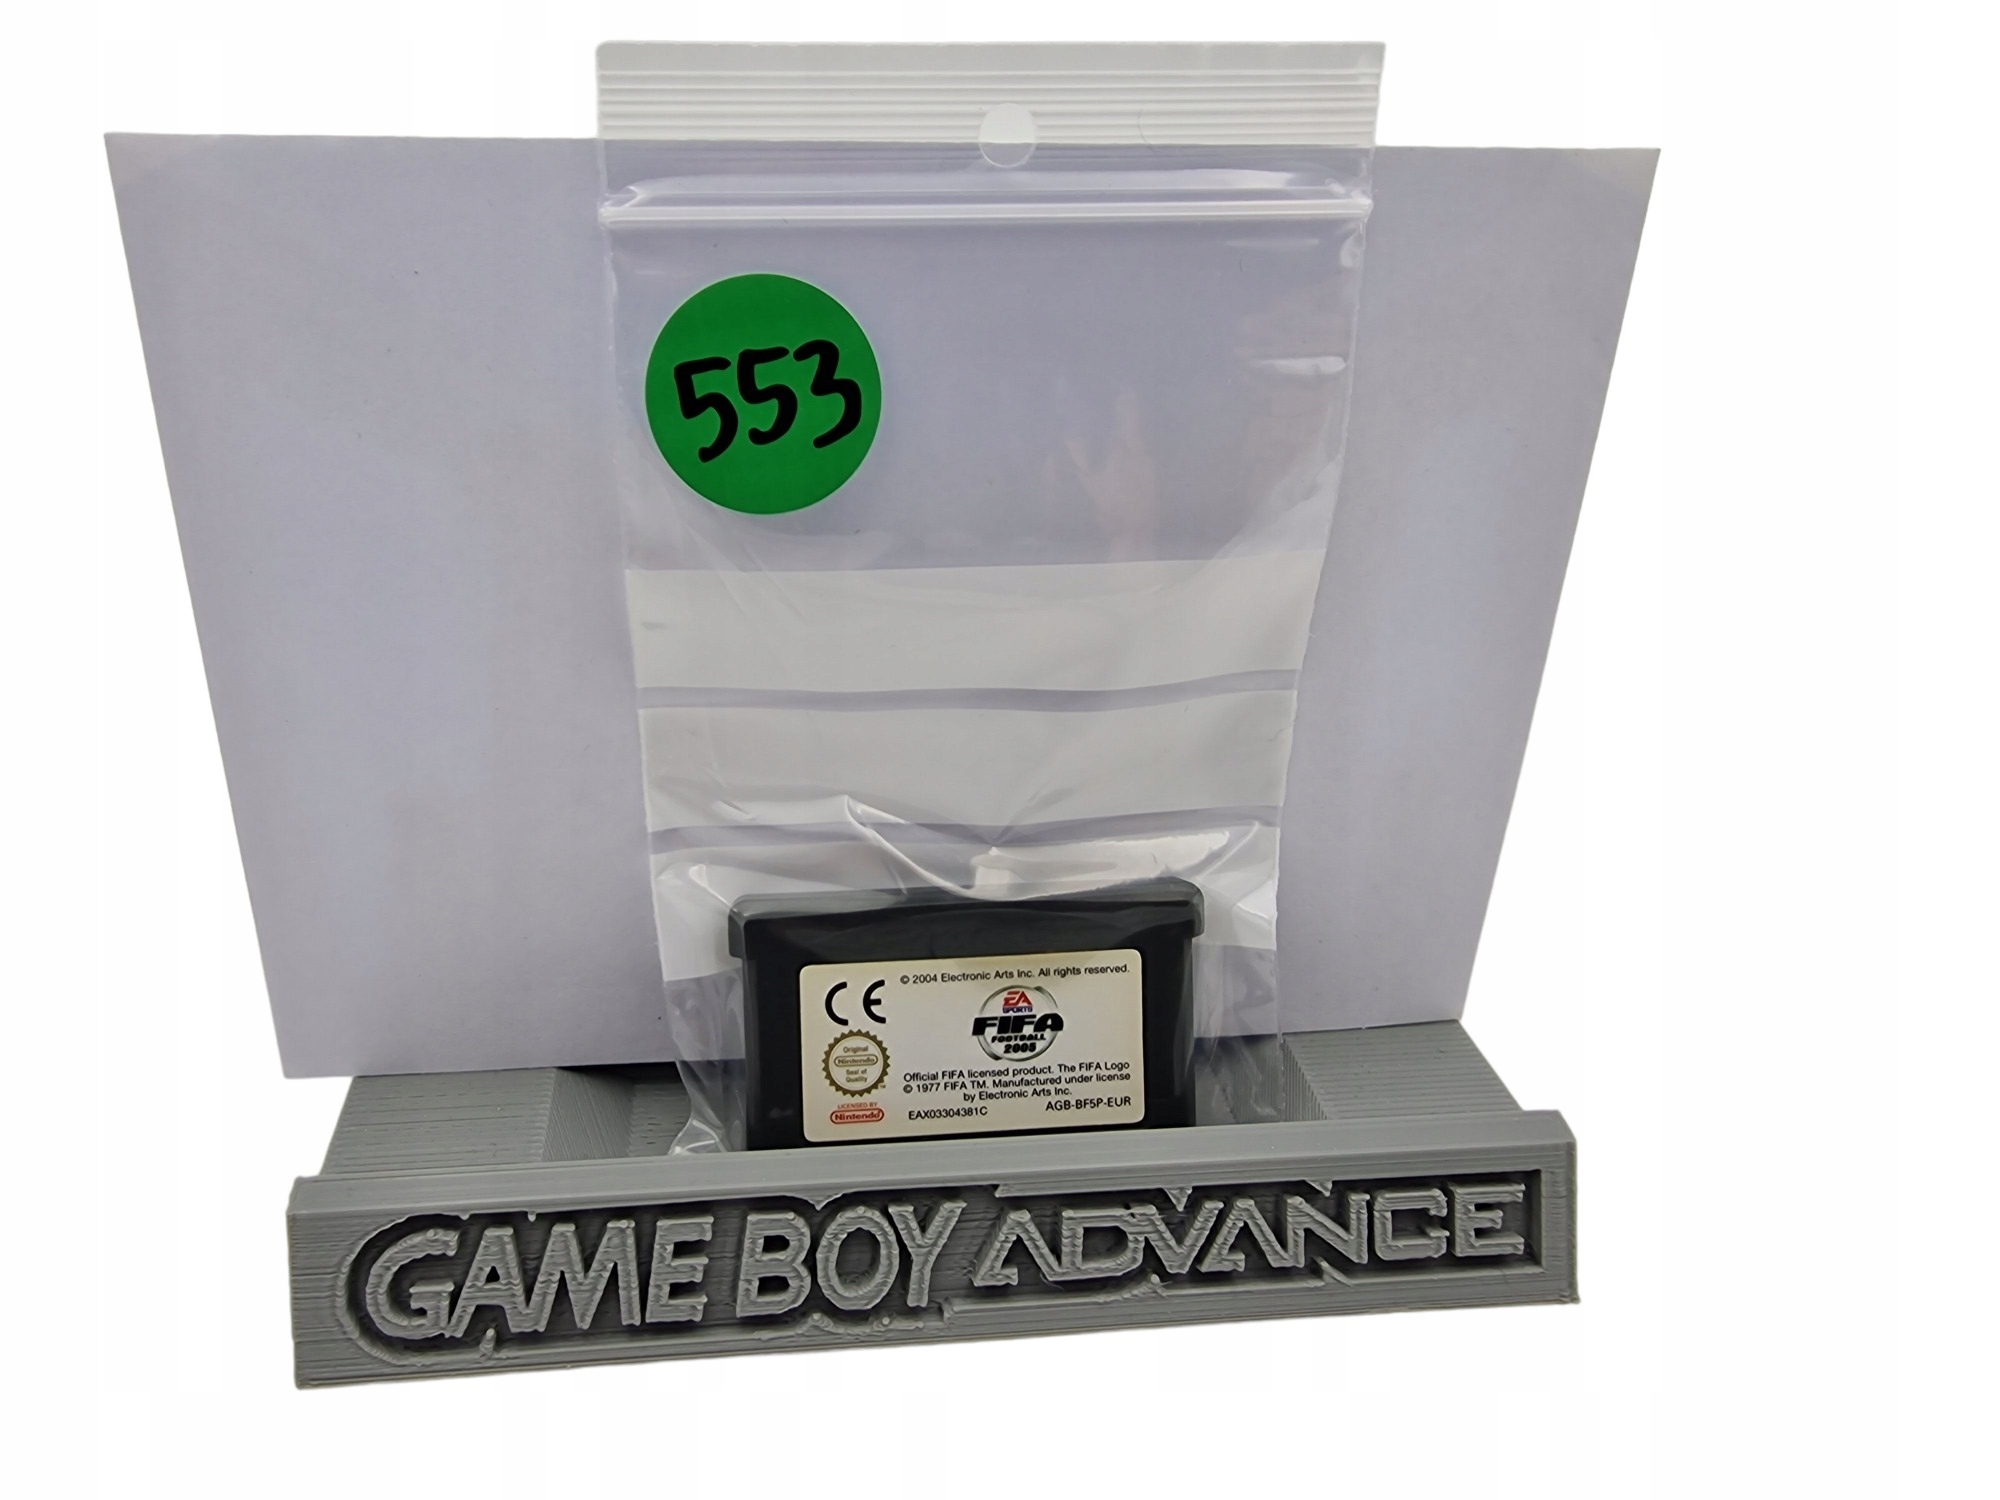 553
© 2004 Electronic Arts Inc. All rights reserved.
CE
EA
SPORTS
FIFA
FOOTBALL
2005
Original
Nintendo
Seal of
Quality
TM
Official FIFA licensed product. The FIFA Logo
© 1977 FIFA TM. Manufactured under license
by Electronic Arts Inc.
LICENSED BY
Nintendo
EAX03304381C
AGB-BF5P-EUR
GAME BOY ADVANCE